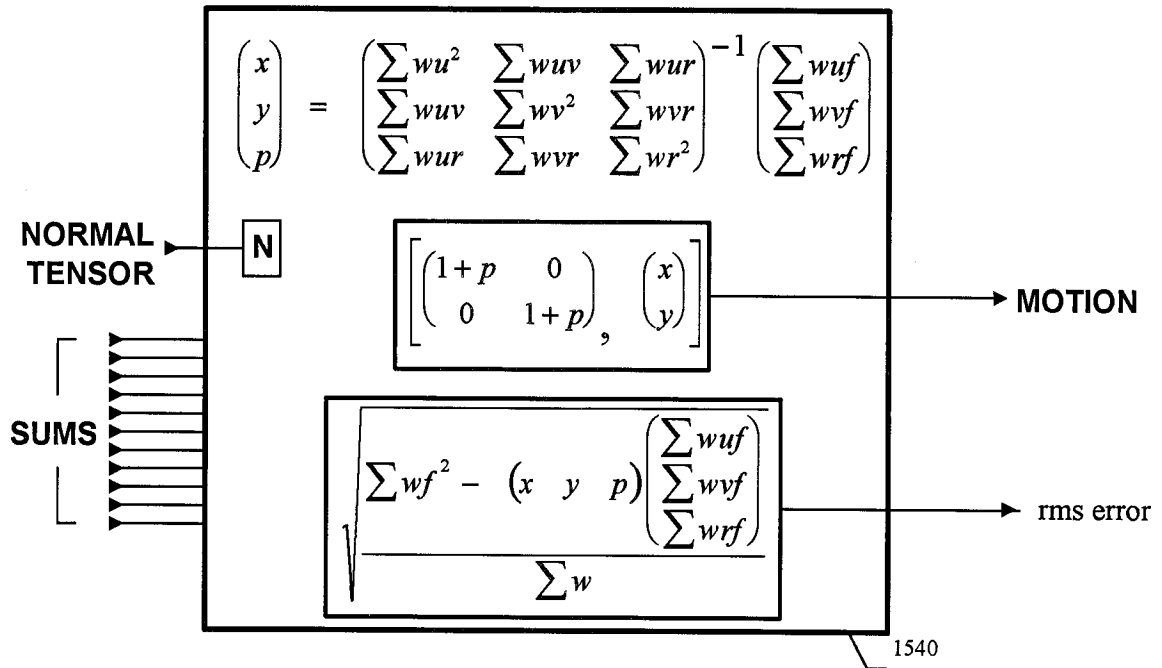 (x y p) = (∑wu² ∑wuv ∑wur
∑wuv ∑wv² ∑wvr
∑wur ∑wvr ∑wr²)⁻¹ (∑wuf
∑wvf
∑wrf)
NORMAL
TENSOR
N
[(1+p 0
0 1+p), (x
y)]
MOTION
SUMS
√
∑wf² - (x y p)(∑wuf
∑wvf
∑wrf)
∑w
rms error
1540